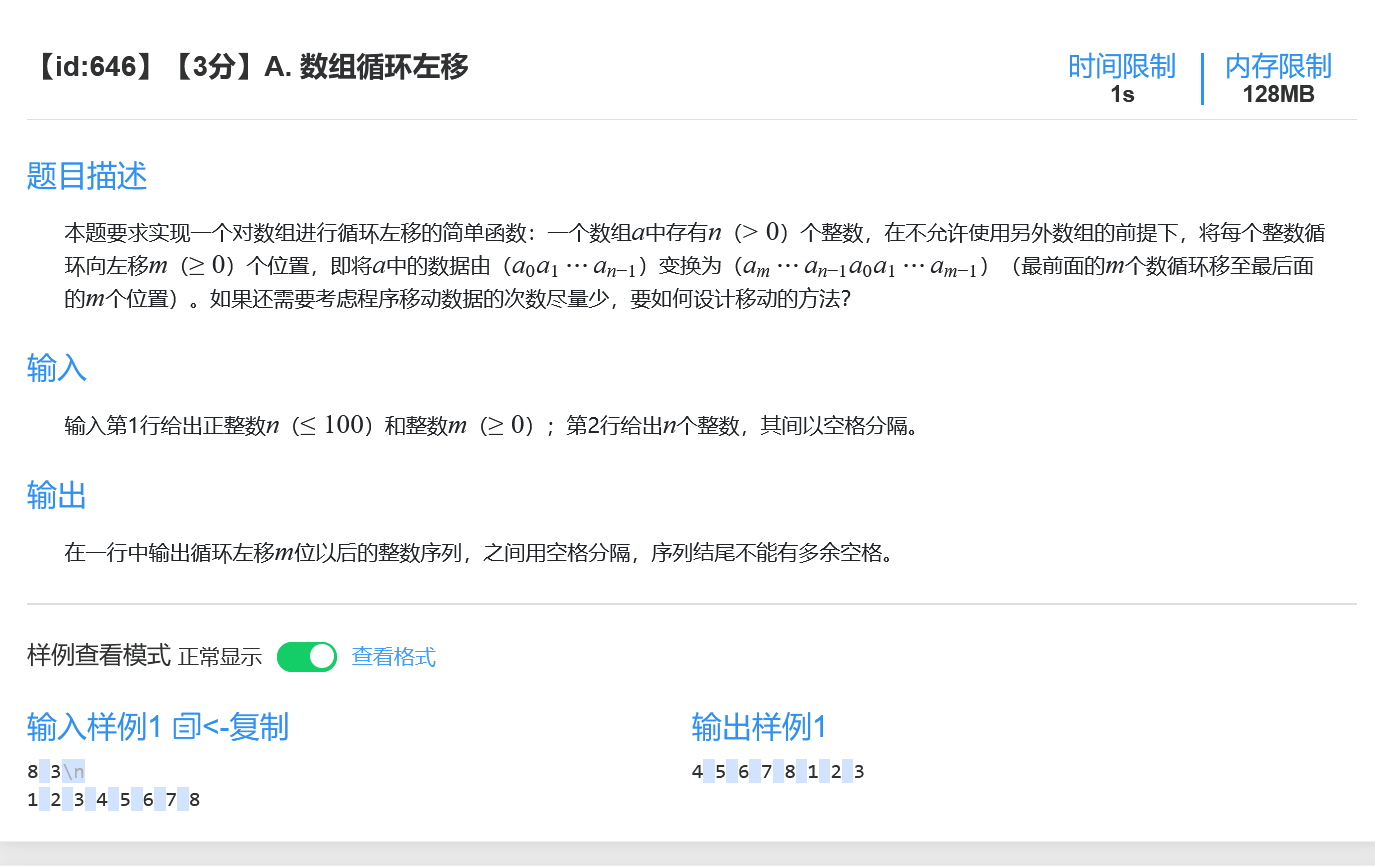 【id:646】【3分】A. 数组循环左移
时间限制
1s
内存限制
128MB
题目描述
本题要求实现一个对数组进行循环左移的简单函数：一个数组a中存有n（> 0）个整数，在不允许使用另外数组的前提下，将每个整数循
环向左移m（≥ 0）个位置，即将a中的数据由（a₀a₁ ⋯ aₙ₋₁）变换为（aₘ ⋯ aₙ₋₁a₀a₁ ⋯ aₘ₋₁）（最前面的m个数循环移至最后面
的m个位置）。如果还需要考虑程序移动数据的次数尽量少，要如何设计移动的方法？
输入
输入第1行给出正整数n（≤ 100）和整数m（≥ 0）；第2行给出n个整数，其间以空格分隔。
输出
在一行中输出循环左移m位以后的整数序列，之间用空格分隔，序列结尾不能有多余空格。
样例查看模式 正常显示 查看格式
输入样例1 <-复制
8 3\n
1 2 3 4 5 6 7 8
输出样例1
4 5 6 7 8 1 2 3